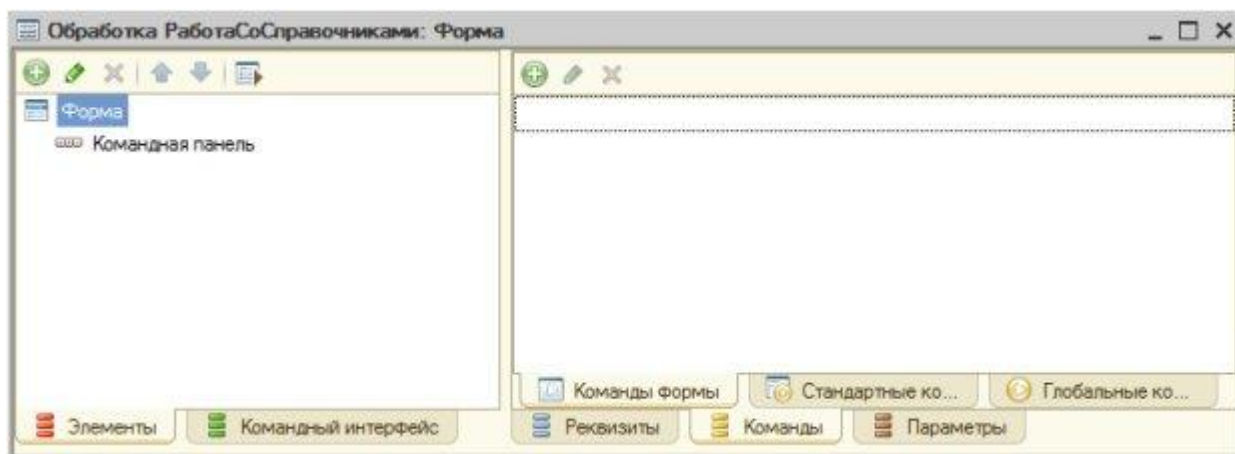 Обработка РаботаСоСправочниками: Форма
Форма
Командная панель
Команды формы
Стандартные ко...
Глобальные ко...
Элементы
Командный интерфейс
Реквизиты
Команды
Параметры